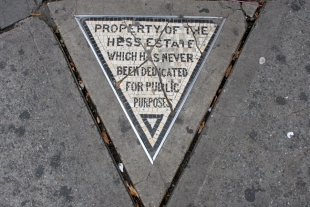 PROPERTY OF THE
HESS ESTATE
WHICH HAS NEVER
BEEN DEDICATED
FOR PUBLIC
PURPOSES